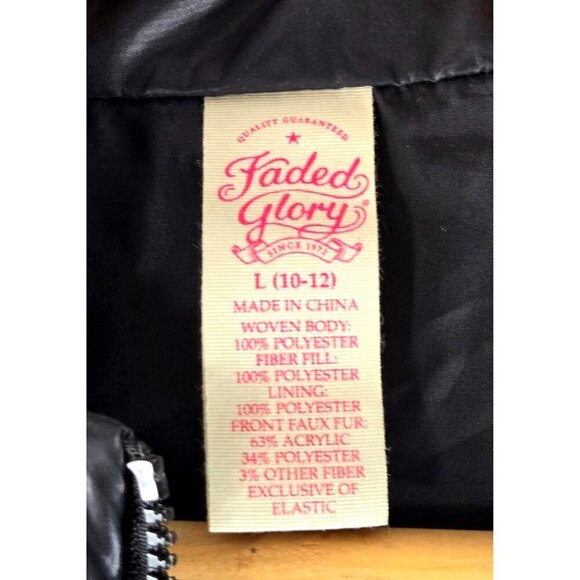 QUALITY GUARANTEED
Faded
Glory®
SINCE 1972
L (10-12)
MADE IN CHINA
WOVEN BODY:
100% POLYESTER
FIBER FILL:
100% POLYESTER
LINING:
100% POLYESTER
FRONT FAUX FUR:
63% ACRYLIC
34% POLYESTER
3% OTHER FIBER
EXCLUSIVE OF
ELASTIC